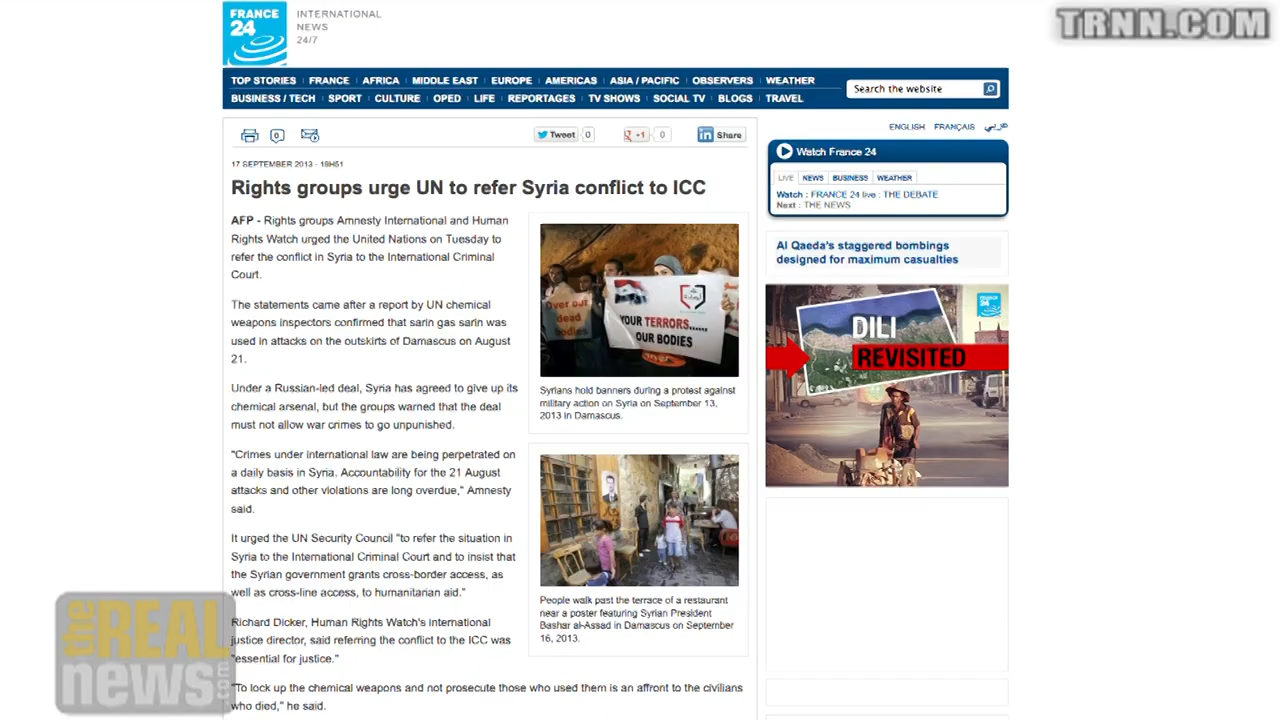 FRANCE
24
INTERNATIONAL
NEWS
24/7
TRNN.COM
TOP STORIES FRANCE AFRICA MIDDLE EAST EUROPE AMERICAS ASIA / PACIFIC OBSERVERS WEATHER
BUSINESS / TECH SPORT CULTURE OPED LIFE REPORTAGES TV SHOWS SOCIAL TV BLOGS TRAVEL
Search the website
0 Tweet 0 +1 0 in Share
17 SEPTEMBER 2013 - 18H51
Rights groups urge UN to refer Syria conflict to ICC
AFP - Rights groups Amnesty International and Human
Rights Watch urged the United Nations on Tuesday to
refer the conflict in Syria to the International Criminal
Court.
The statements came after a report by UN chemical
weapons inspectors confirmed that sarin gas sarin was
used in attacks on the outskirts of Damascus on August
21.
Under a Russian-led deal, Syria has agreed to give up its
chemical arsenal, but the groups warned that the deal
must not allow war crimes to go unpunished.
"Crimes under international law are being perpetrated on
a daily basis in Syria. Accountability for the 21 August
attacks and other violations are long overdue," Amnesty
said.
It urged the UN Security Council "to refer the situation in
Syria to the International Criminal Court and to insist that
the Syrian government grants cross-border access, as
well as cross-line access, to humanitarian aid."
Richard Dicker, Human Rights Watch's international
justice director, said referring the conflict to the ICC was
"essential for justice."
"To lock up the chemical weapons and not prosecute those who used them is an affront to the civilians
who died," he said.
Over out
dead
bodies
YOUR TERRORS.....
OUR BODIES
Syrians hold banners during a protest against
military action on Syria on September 13,
2013 in Damascus.
People walk past the terrace of a restaurant
near a poster featuring Syrian President
Bashar al-Assad in Damascus on September
16, 2013.
ENGLISH FRANÇAIS عربي
Watch France 24
LIVE NEWS BUSINESS WEATHER
Watch : FRANCE 24 live : THE DEBATE
Next : THE NEWS
Al Qaeda's staggered bombings
designed for maximum casualties
FRANCE
24
DILI
REVISITED
the REAL
news.com